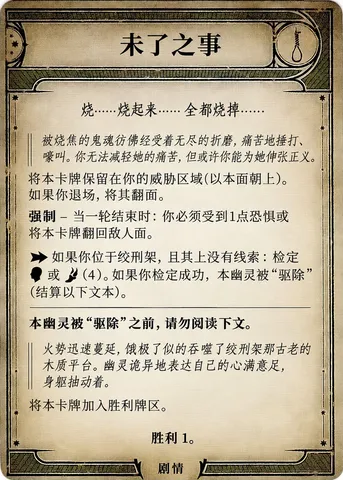 未了之事
烧……烧起来…… 全都烧掉……
被烧焦的鬼魂彷彿经受着无尽的折磨，痛苦地捶打、
嚎叫。你无法减轻她的痛苦，但或许你能为她伸张正义。
将本卡牌保留在你的威胁区域(以本面朝上)。
如果你退场，将其翻面。
强制 – 当一轮结束时：你必须受到1点恐惧或
将本卡牌翻回敌人面。
如果你位于绞刑架，且其上没有线索：检定
或 (4)。如果你检定成功，本幽灵被“驱除”
(结算以下文本)。
本幽灵被“驱除”之前，请勿阅读下文。
火势迅速蔓延，饿极了似的吞噬了绞刑架那古老的
木质平台。幽灵诡异地表达自己的心满意足，
身躯抽动着。
将本卡牌加入胜利牌区。
胜利 1。
剧情